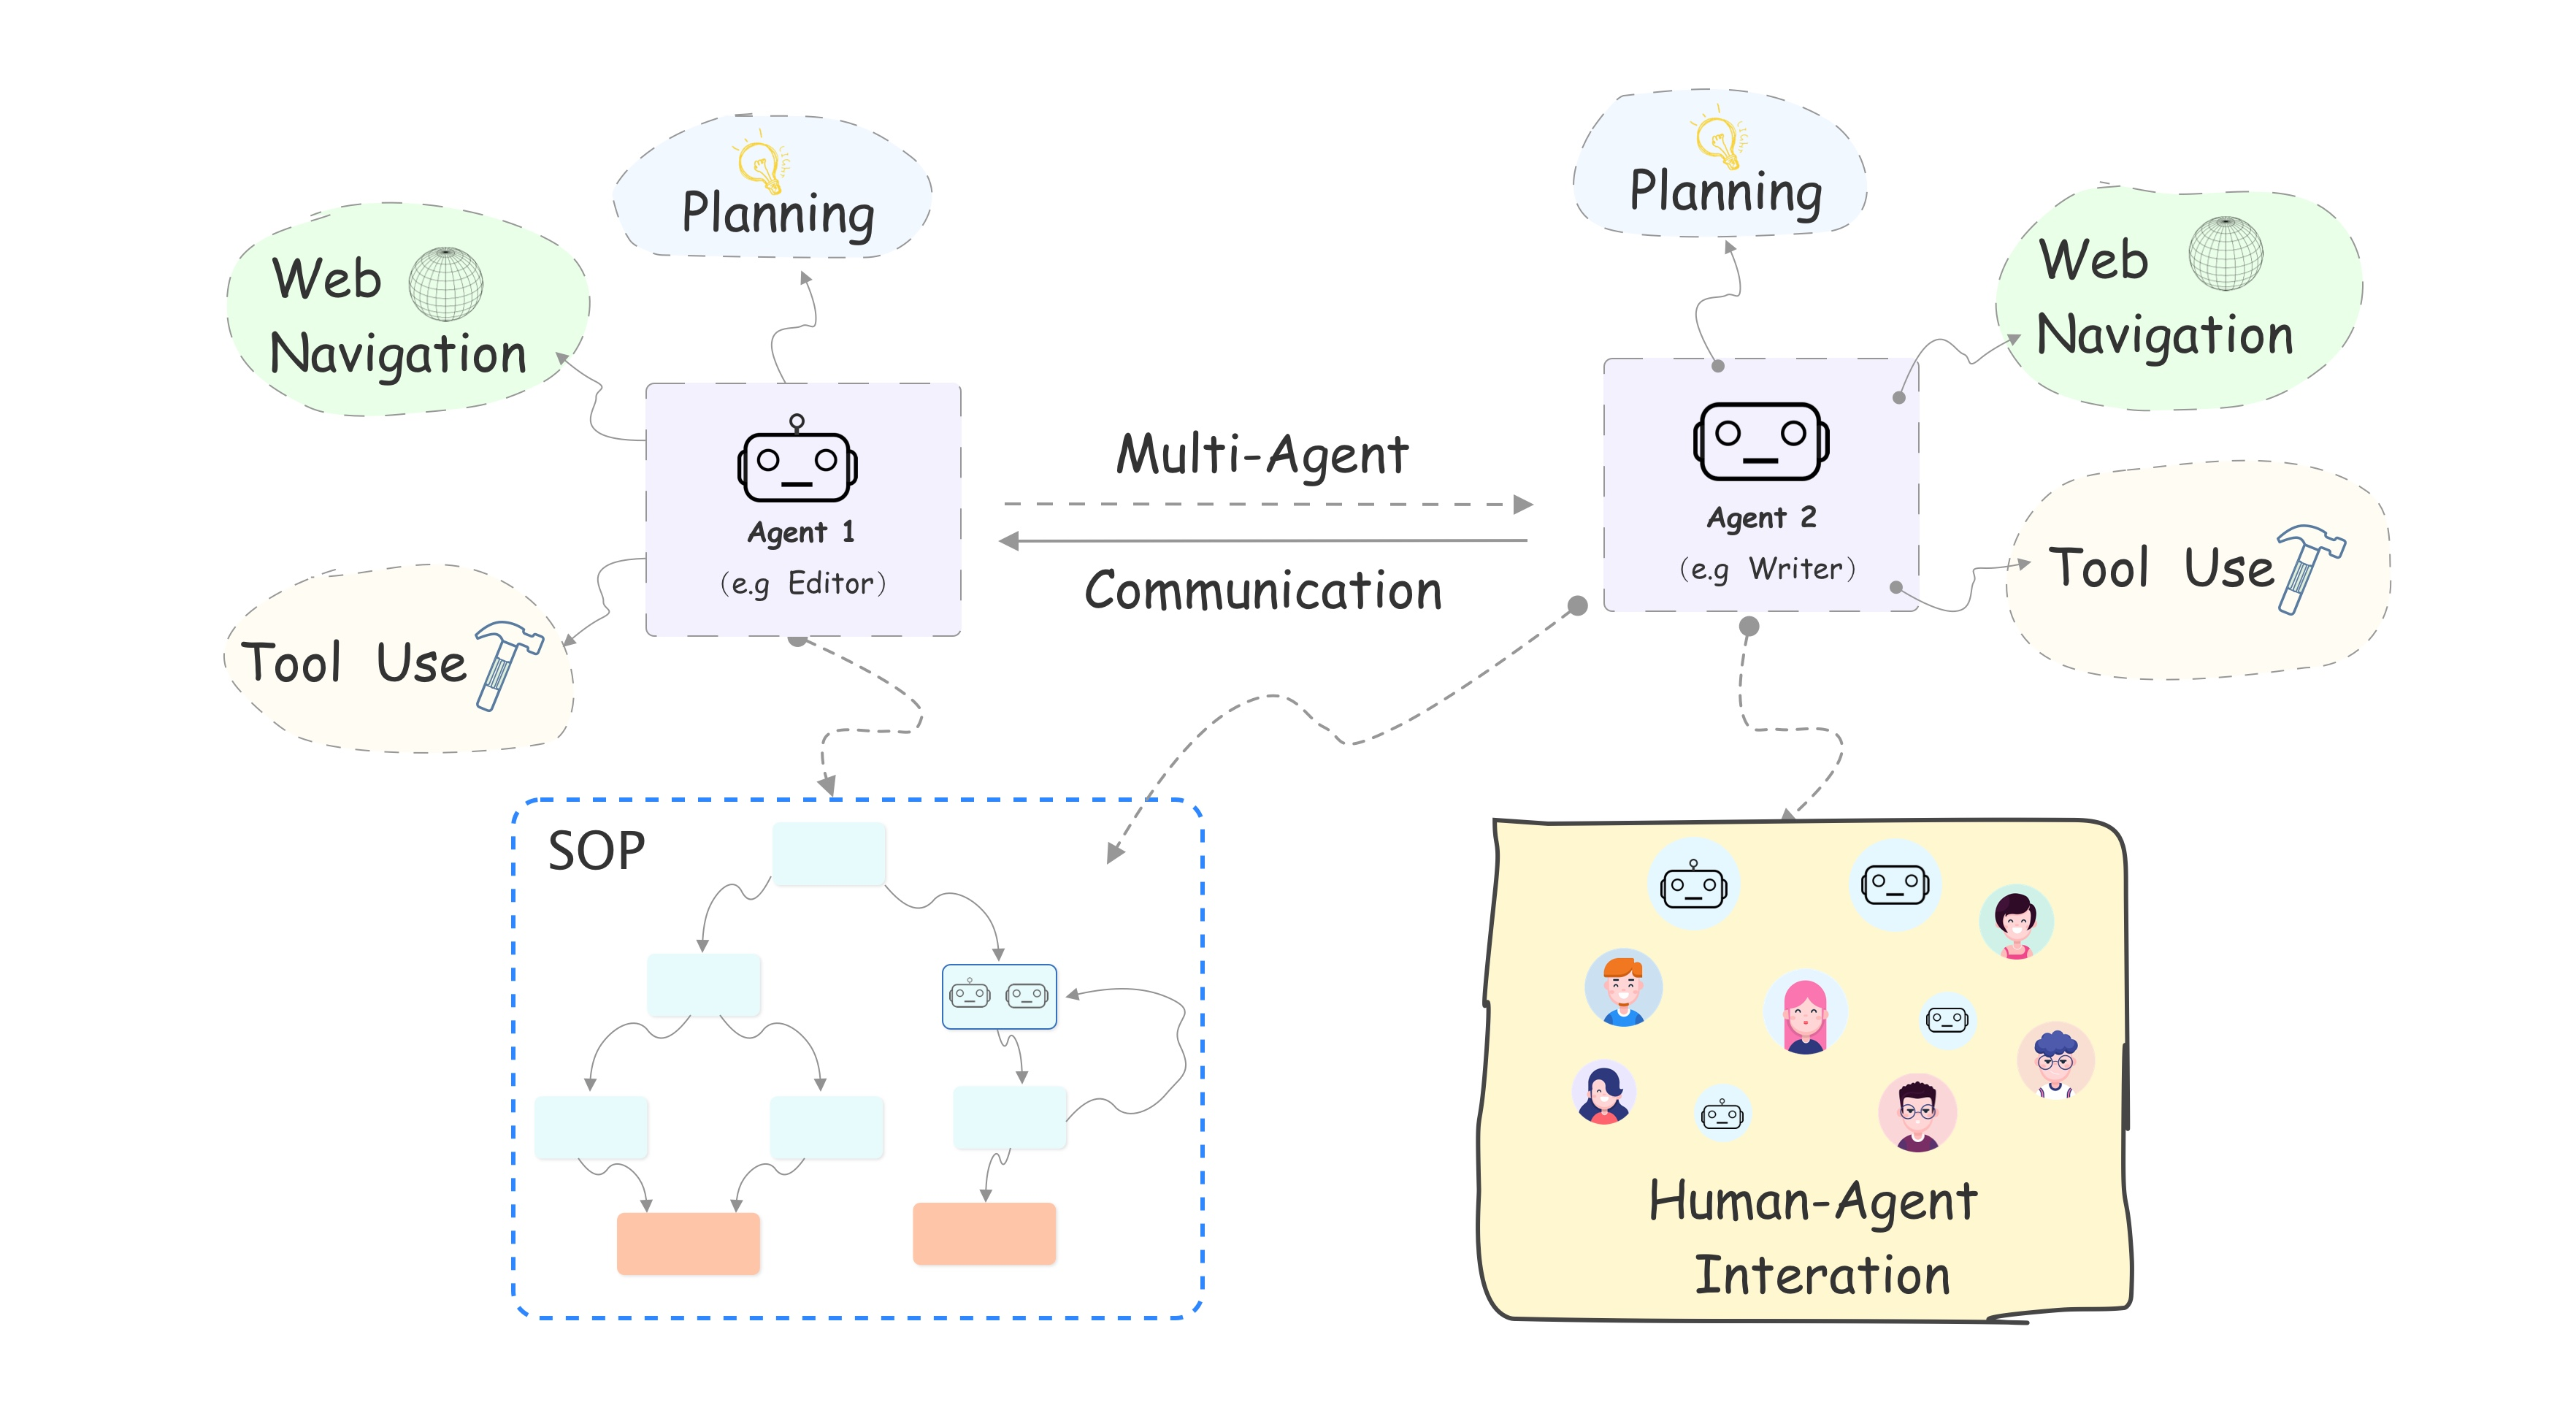 Planning
Web
Navigation
Agent 1
(e.g Editor)
Tool Use
Multi-Agent
Communication
Planning
Web
Navigation
Agent 2
(e.g Writer)
Tool Use
SOP
Human-Agent
Interation